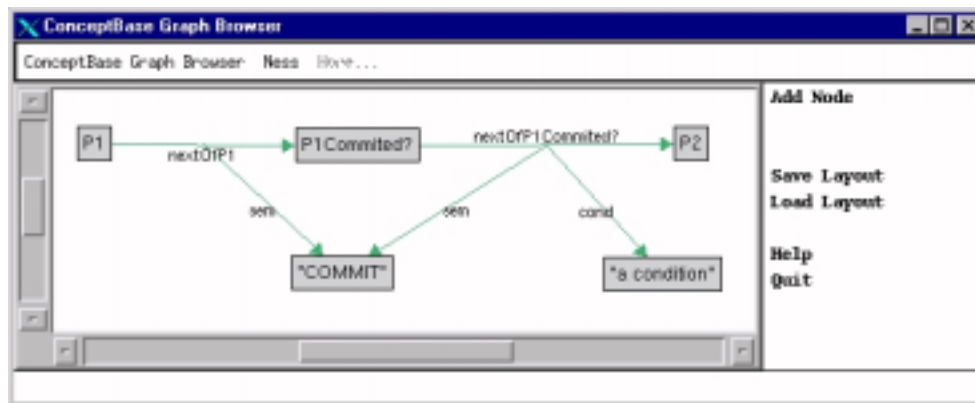 ConceptBase Graph Browser
ConceptBase Graph Browser Ness More...
Add Node
P1
nextOfP1
P1Commited?
nextOfP1Commited?
P2
Save Layout
Load Layout
sem
sem
cond
"COMMIT"
"a condition"
Help
Quit